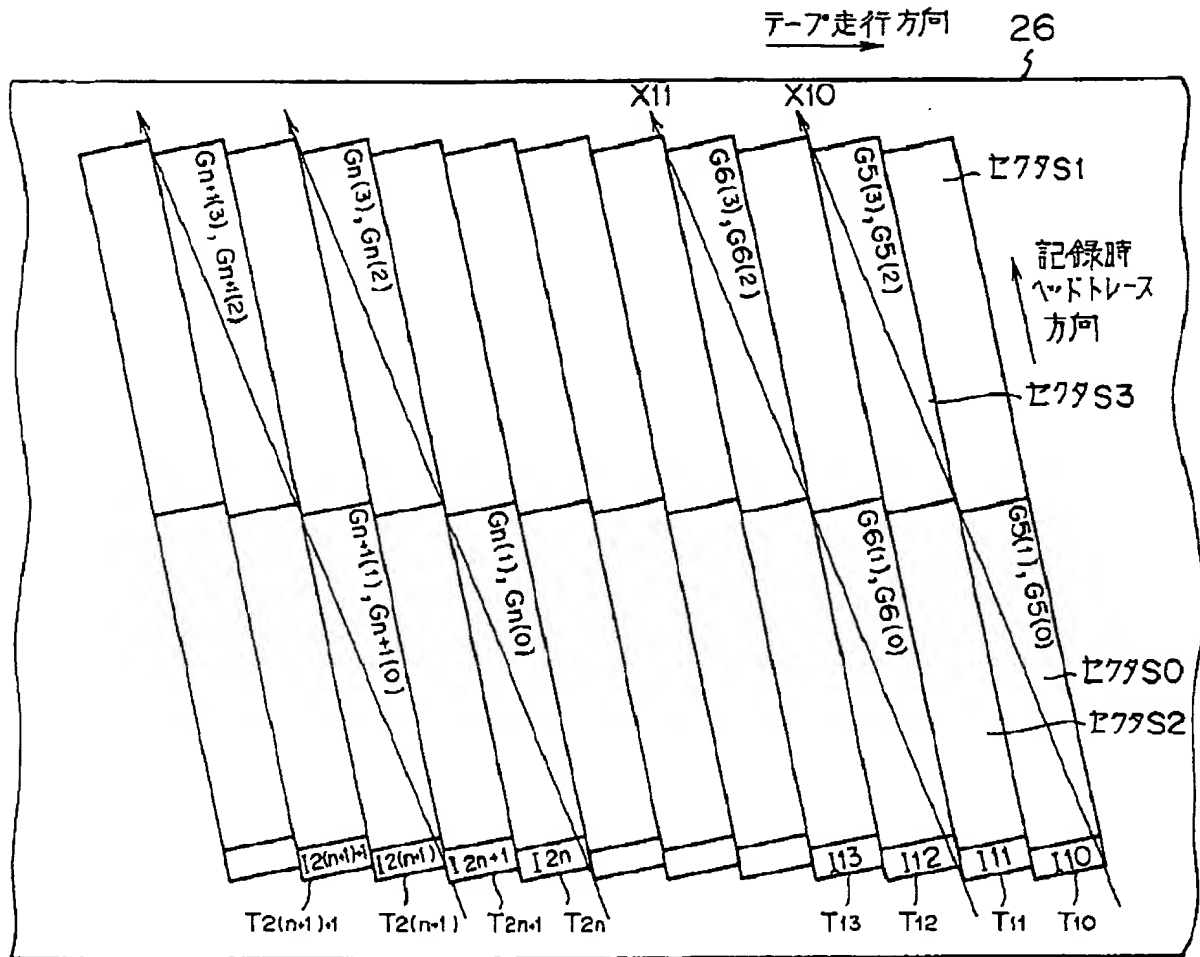 テープ走行方向
26
X11
X10
Gn+1(3), Gn+1(2)
Gn(3), Gn(2)
G6(3), G6(2)
G5(3), G5(2)
セクタS1
記録時
ヘッドトレース
方向
セクタS3
Gn+1(1), Gn+1(0)
Gn(1), Gn(0)
G6(1), G6(0)
G5(1), G5(0)
セクタS0
セクタS2
I2(n+1)+1
I2(n+1)
I2n+1
I2n
I13
I12
I11
I10
T2(n+1)+1
T2(n+1)
T2n+1
T2n
T13
T12
T11
T10